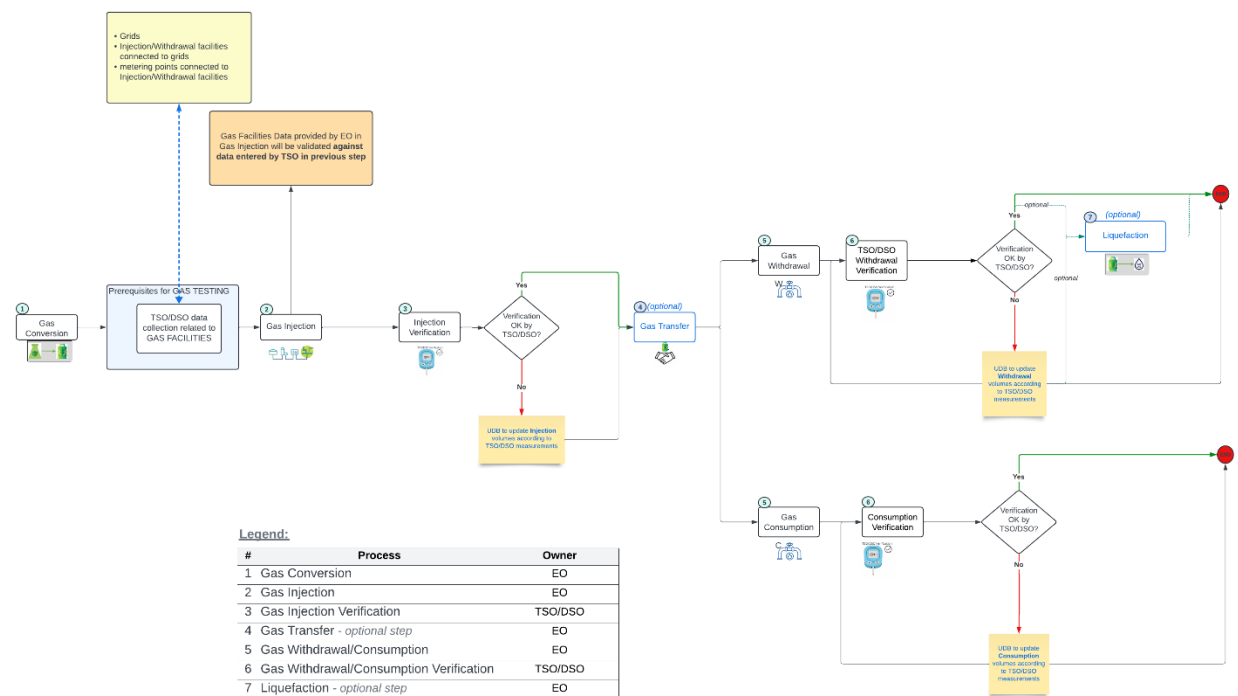 • Grids
• Injection/Withdrawal facilities
connected to grids
• metering points connected to
Injection/Withdrawal facilities
Gas Facilities Data provided by EO in
Gas Injection will be validated against
data entered by TSO in previous step
1
Gas
Conversion
Prerequisites for GAS TESTING
TSO/DSO data
collection related to
GAS FACILITIES
2
Gas Injection
3
Injection
Verification
Yes
Verification
OK by
TSO/DSO?
No
UDB to update Injection
volumes according to
TSO/DSO measurements
4
(optional)
Gas Transfer
5
Gas
Withdrawal
W
6
TSO/DSO
Withdrawal
Verification
Yes
Verification
OK by
TSO/DSO?
No
optional
optional
7
(optional)
Liquefaction
UDB to update
Withdrawal
volumes according
to TSO/DSO
measurements
5
Gas
Consumption
C
6
Consumption
Verification
Yes
Verification
OK by
TSO/DSO?
No
UDB to update
Consumption
volumes according
to TSO/DSO
measurements
Legend:
# Process Owner
1 Gas Conversion EO
2 Gas Injection EO
3 Gas Injection Verification TSO/DSO
4 Gas Transfer - optional step EO
5 Gas Withdrawal/Consumption EO
6 Gas Withdrawal/Consumption Verification TSO/DSO
7 Liquefaction - optional step EO